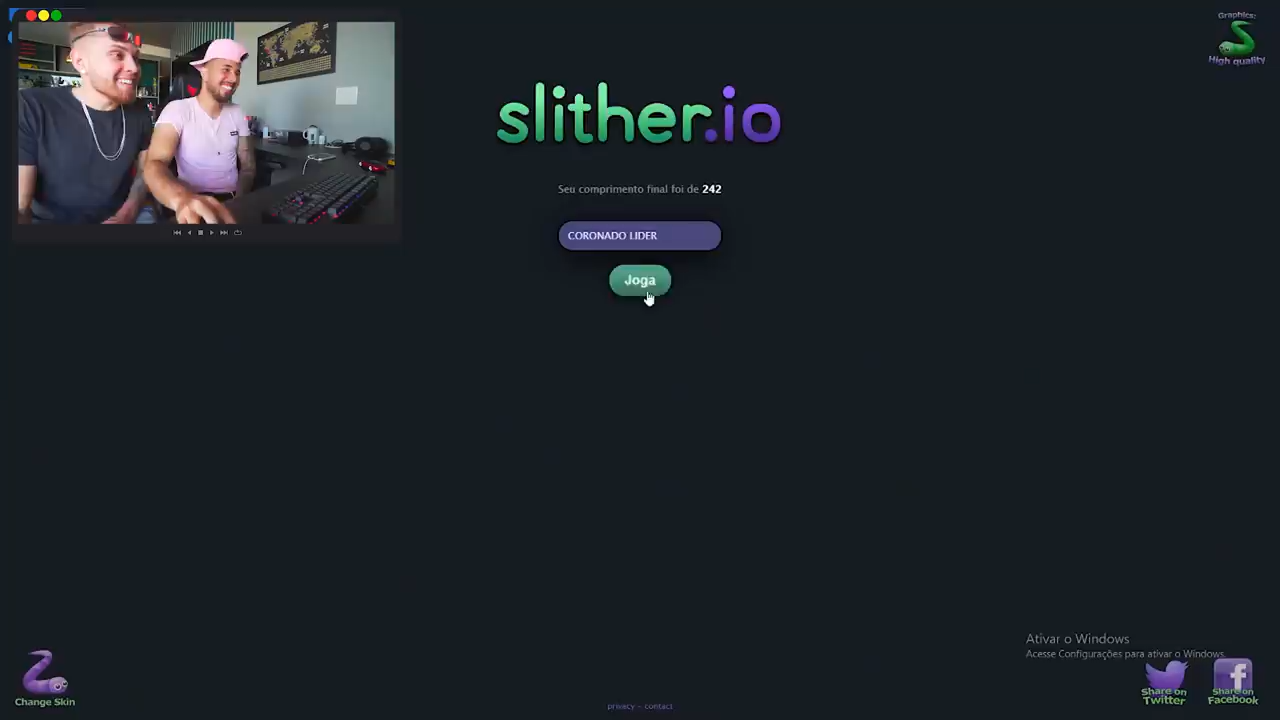 Graphics:
High quality
slither.io
Seu comprimento final foi de 242
CORONADO LIDER
Joga
Ativar o Windows
Acesse Configurações para ativar o Windows.
Change Skin
Share on
Twitter
Share on
Facebook
privacy - contact